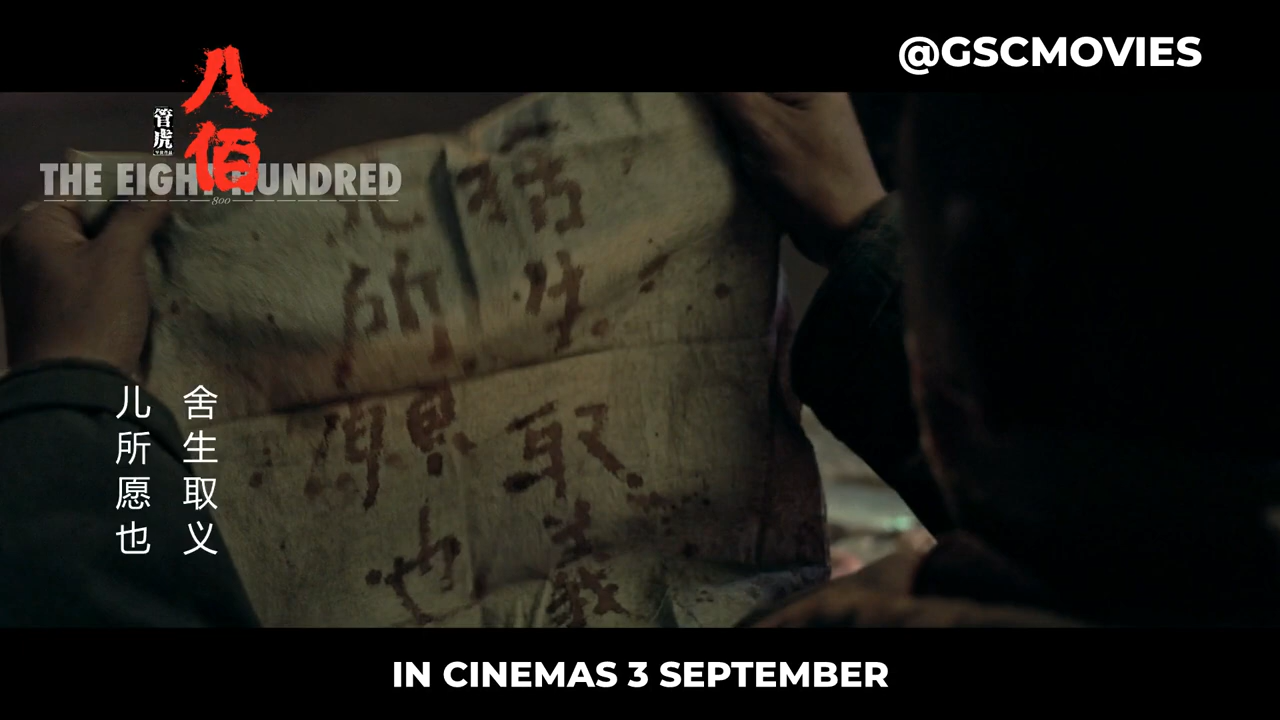 八佰
管虎
THE EIGHT HUNDRED
800
@GSCMOVIES
捨生取義
兒所願也
舍生取义
儿所愿也
IN CINEMAS 3 SEPTEMBER